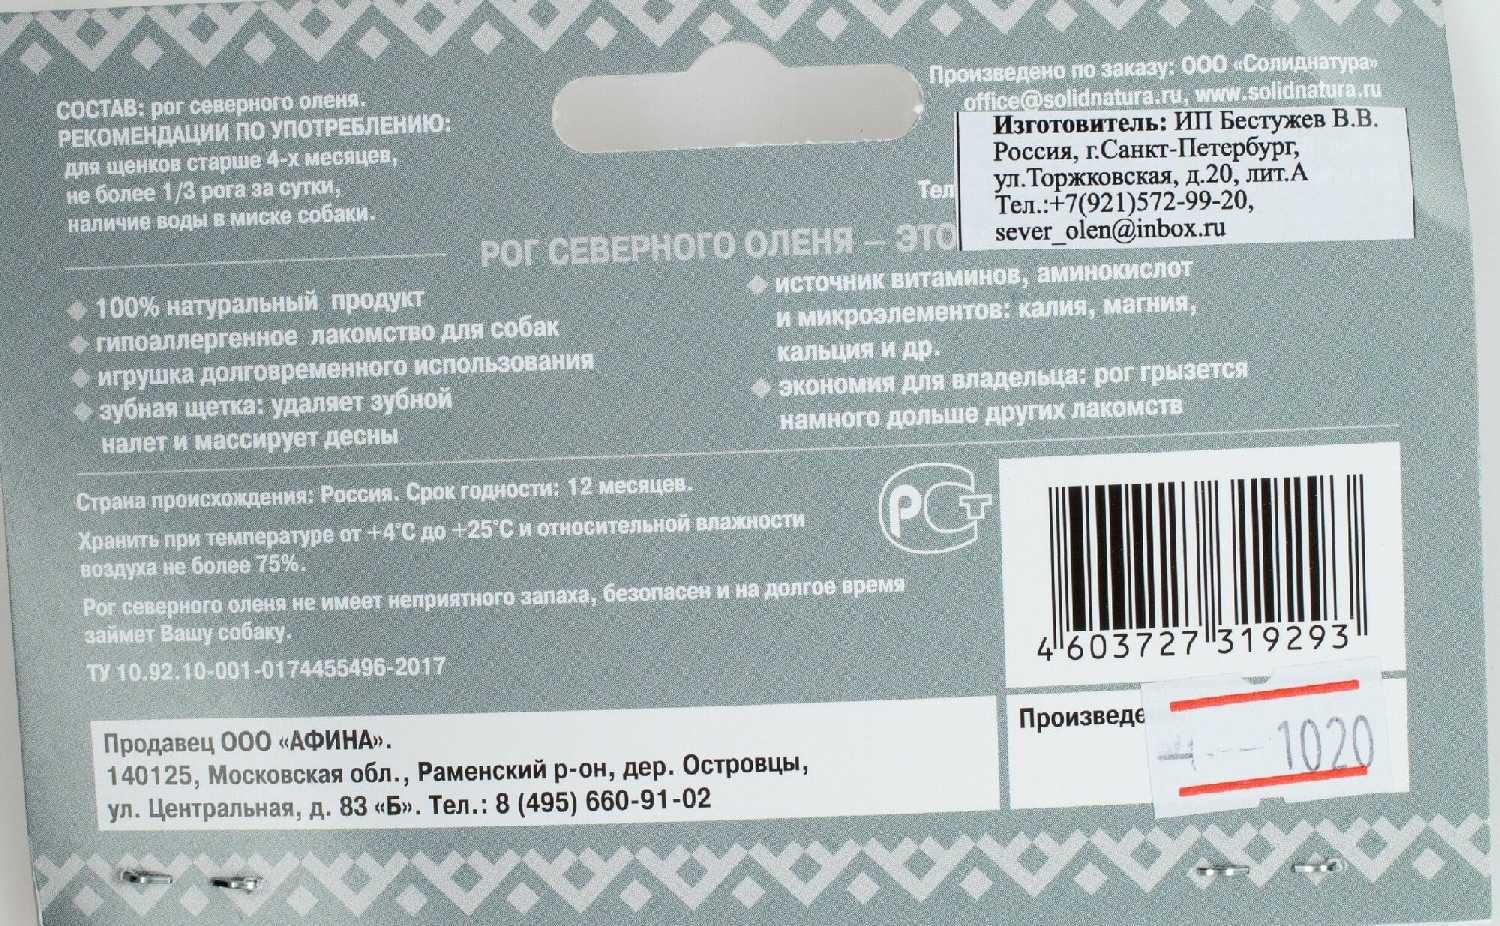 СОСТАВ: рог северного оленя.
РЕКОМЕНДАЦИИ ПО УПОТРЕБЛЕНИЮ:
для щенков старше 4-х месяцев,
не более 1/3 рога за сутки,
наличие воды в миске собаки.
Произведено по заказу: ООО «Солиднатура»
office@solidnatura.ru, www.solidnatura.ru
Изготовитель: ИП Бестужев В.В.
Россия, г.Санкт-Петербург,
ул.Торжковская, д.20, лит.А
Тел.:+7(921)572-99-20,
sever_olen@inbox.ru
Тел
РОГ СЕВЕРНОГО ОЛЕНЯ – ЭТО
100% натуральный продукт
гипоаллергенное лакомство для собак
игрушка долговременного использования
зубная щетка: удаляет зубной
налет и массирует десны
источник витаминов, аминокислот
и микроэлементов: калия, магния,
кальция и др.
экономия для владельца: рог грызется
намного дольше других лакомств
Страна происхождения: Россия. Срок годности: 12 месяцев.
Хранить при температуре от +4°С до +25°С и относительной влажности
воздуха не более 75%.
Рог северного оленя не имеет неприятного запаха, безопасен и на долгое время
займет Вашу собаку.
ТУ 10.92.10-001-0174455496-2017
РСТ
4 603727 319293
Продавец ООО «АФИНА».
140125, Московская обл., Раменский р-он, дер. Островцы,
ул. Центральная, д. 83 «Б». Тел.: 8 (495) 660-91-02
Произведе
1020